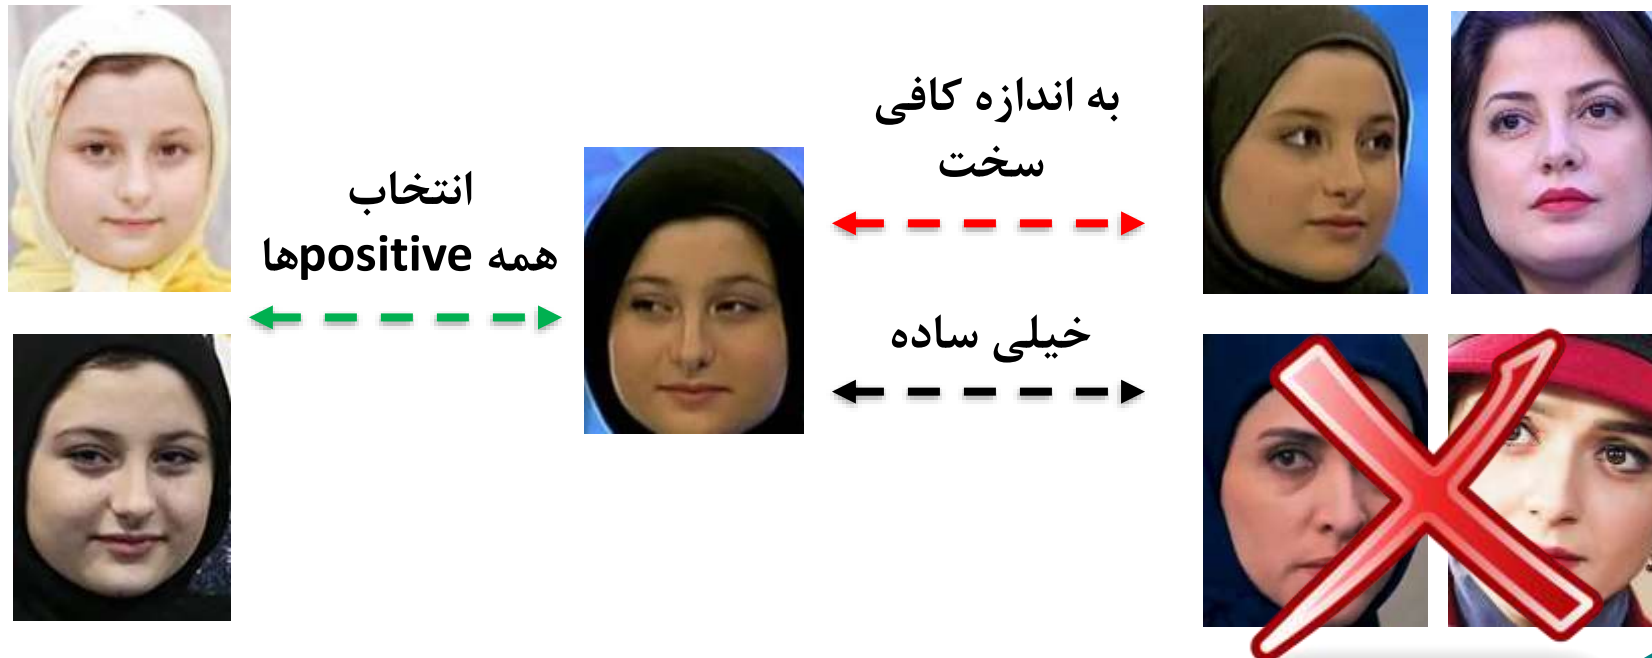 انتخاب
همه positiveها
به اندازه کافی
سخت
خیلی ساده